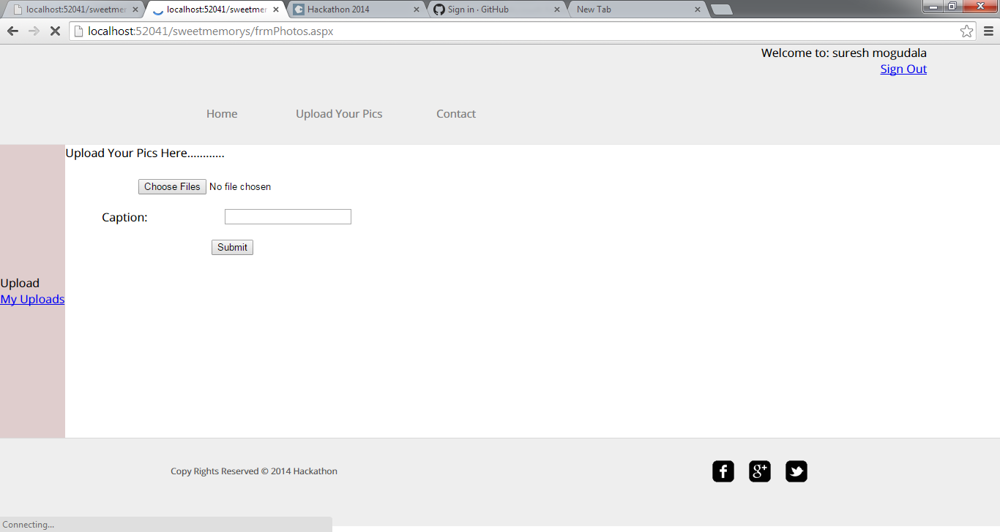 localhost:52041/sweetmer
localhost:52041/sweetmer
Hackathon 2014
Sign in · GitHub
New Tab
localhost:52041/sweetmemorys/frmPhotos.aspx
Welcome to: suresh mogudala
Sign Out
Home Upload Your Pics Contact
Upload Your Pics Here............
Choose Files No file chosen
Caption:
Submit
Upload
My Uploads
Copy Rights Reserved © 2014 Hackathon
f g+
Connecting...